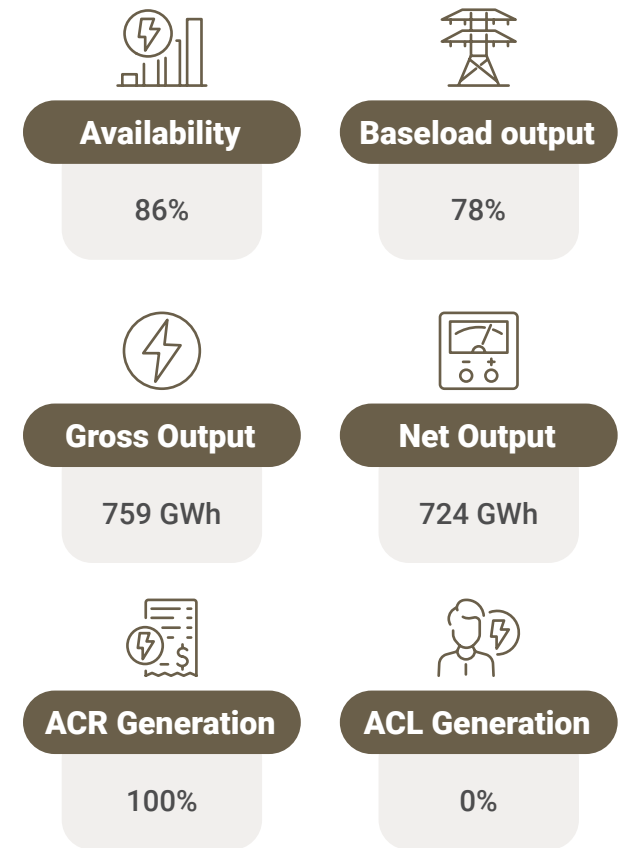 Availability
86%
Baseload output
78%
Gross Output
759 GWh
Net Output
724 GWh
$
ACR Generation
100%
ACL Generation
0%